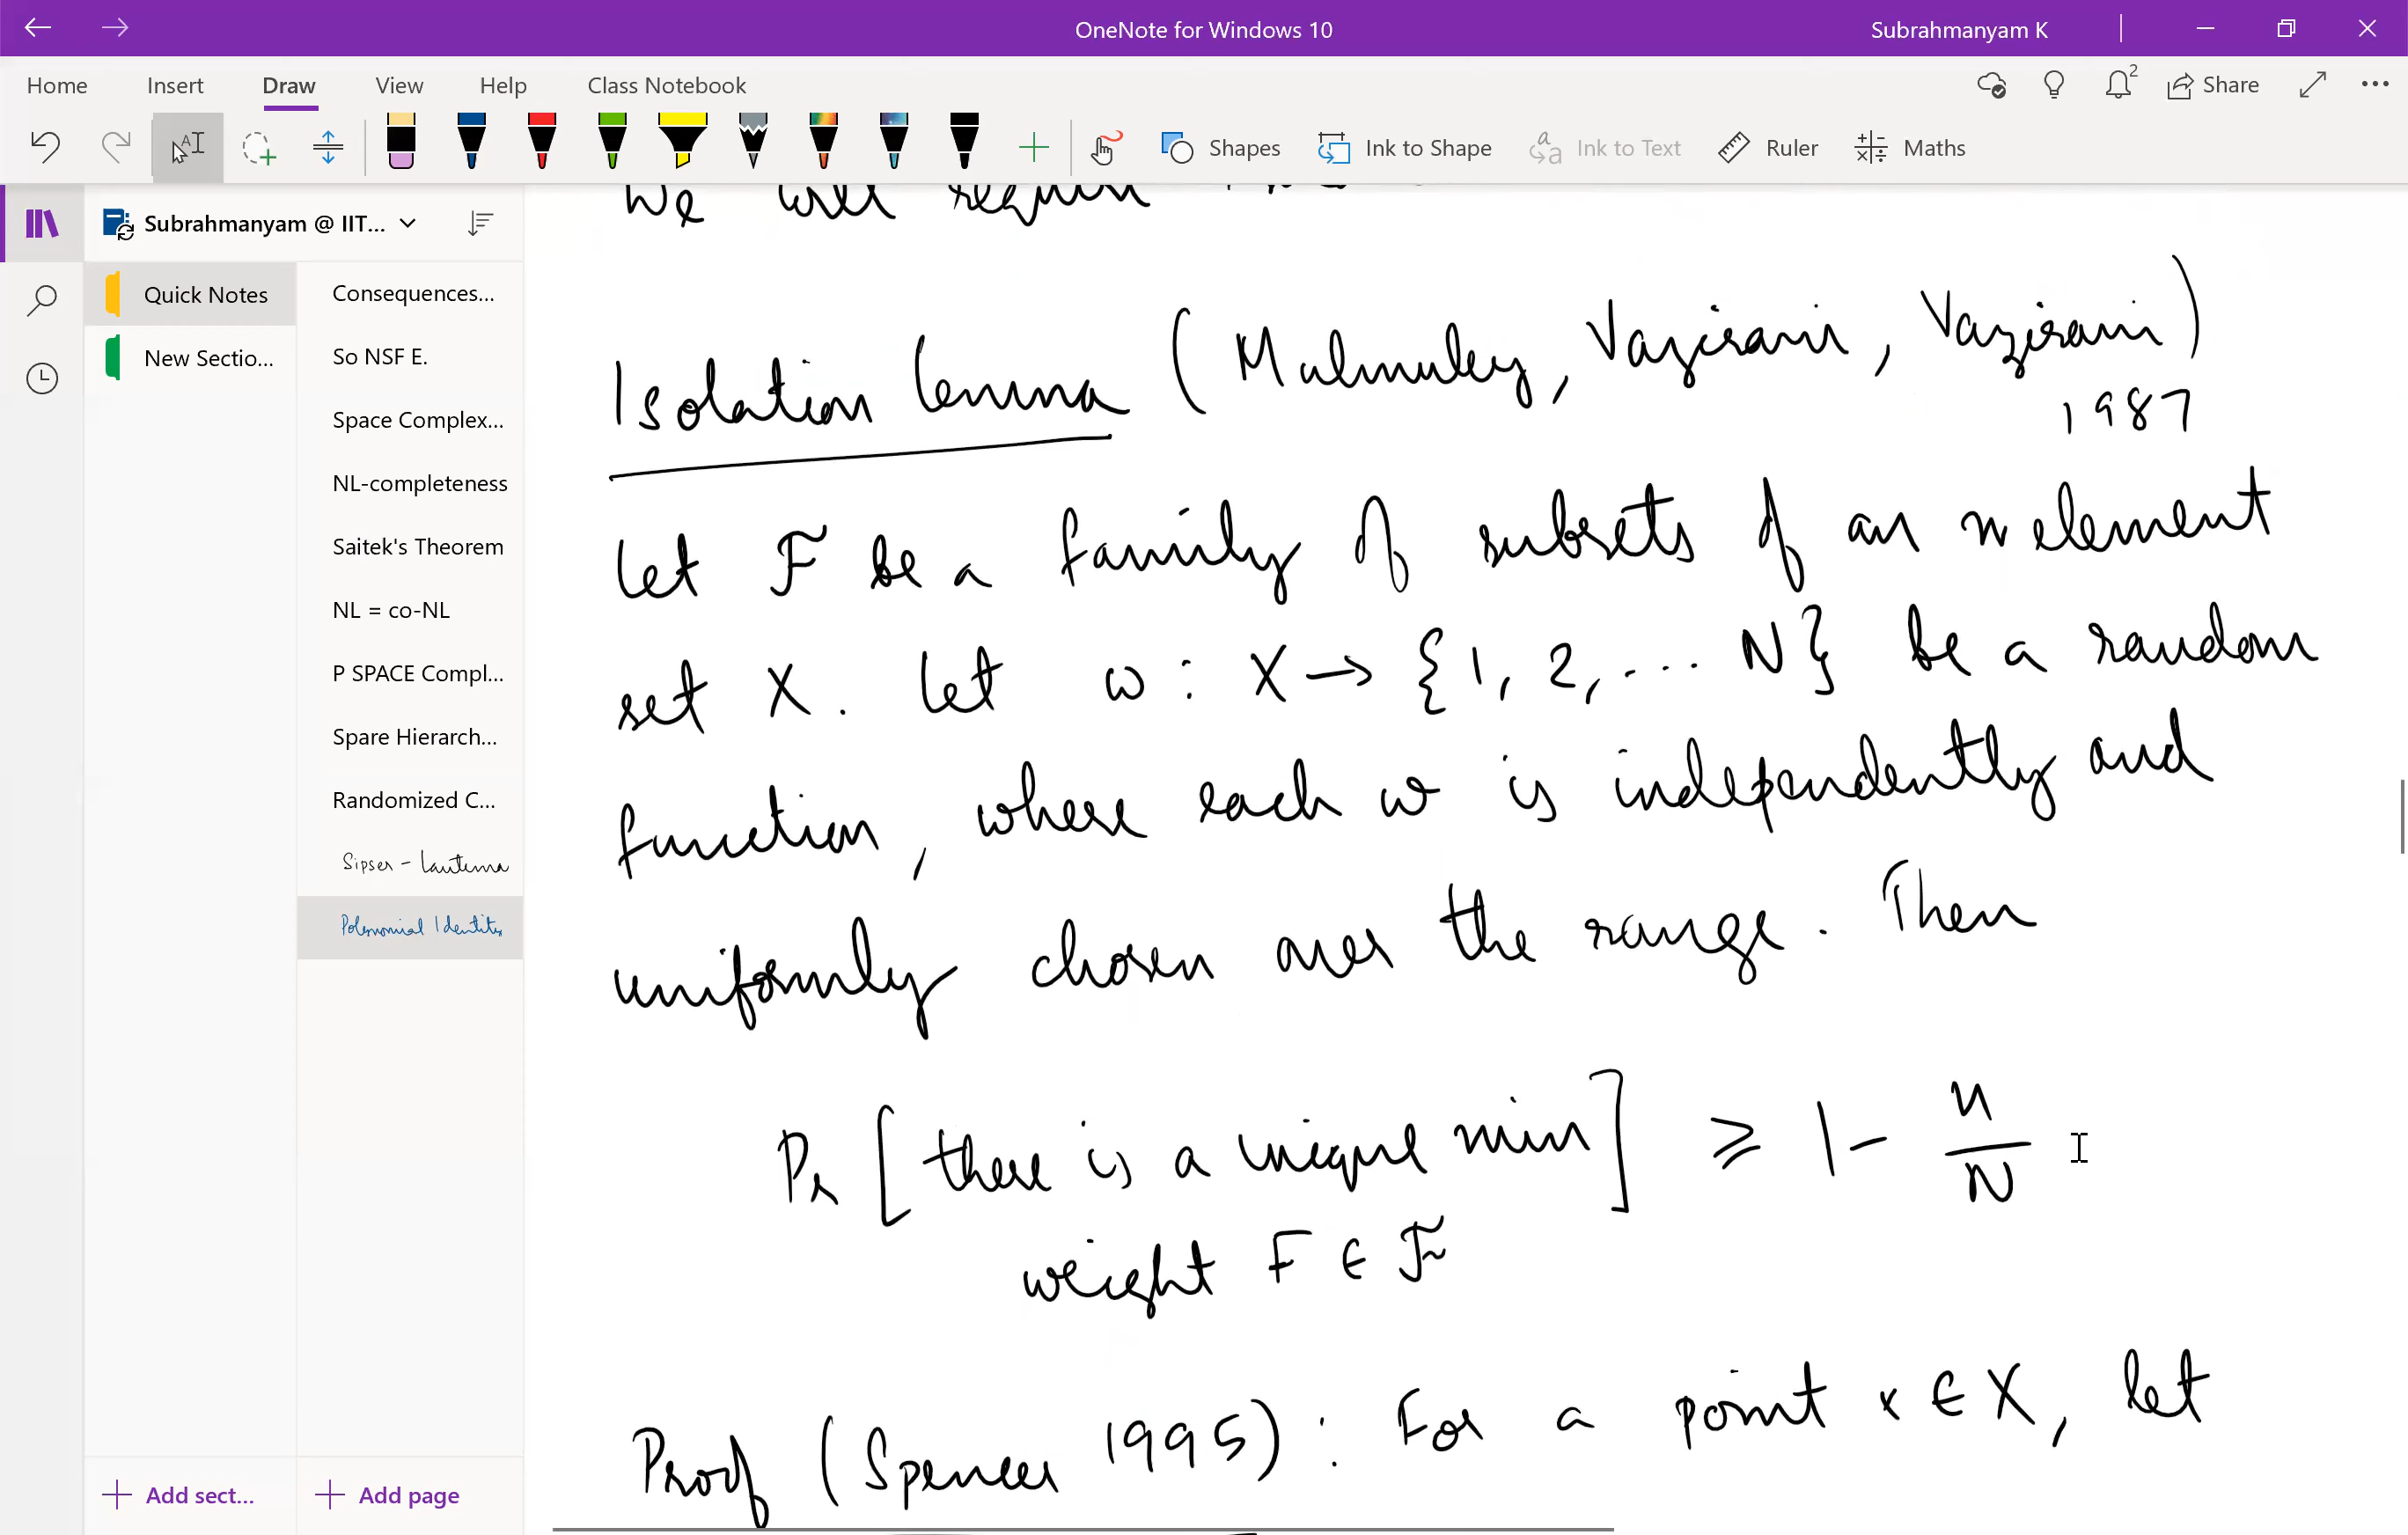 OneNote for Windows 10
Subrahmanyam K
Home Insert Draw View Help Class Notebook
2 Share
Shapes Ink to Shape Ink to Text Ruler Maths
Subrahmanyam @ IIT...
Quick Notes
New Sectio...
Consequences...
So NSF E.
Space Complex...
NL-completeness
Saitek's Theorem
NL = co-NL
P SPACE Compl...
Spare Hierarch...
Randomized C...
Sipser - Lautema
Polynomial Identity
Add sect...
Add page
We will require
Isolation Lemma (Mulmuley, Vazirani, Vazirani)
1987
Let F be a family of subsets of an n element
set X. Let w : X → {1, 2, ... N} be a random
function, where each w is independently and
uniformly chosen over the range. Then
Pr [there is a unique min] ≥ 1 - n/N
weight F ∈ F
Proof (Spencer 1995) : For a point x ∈ X, let